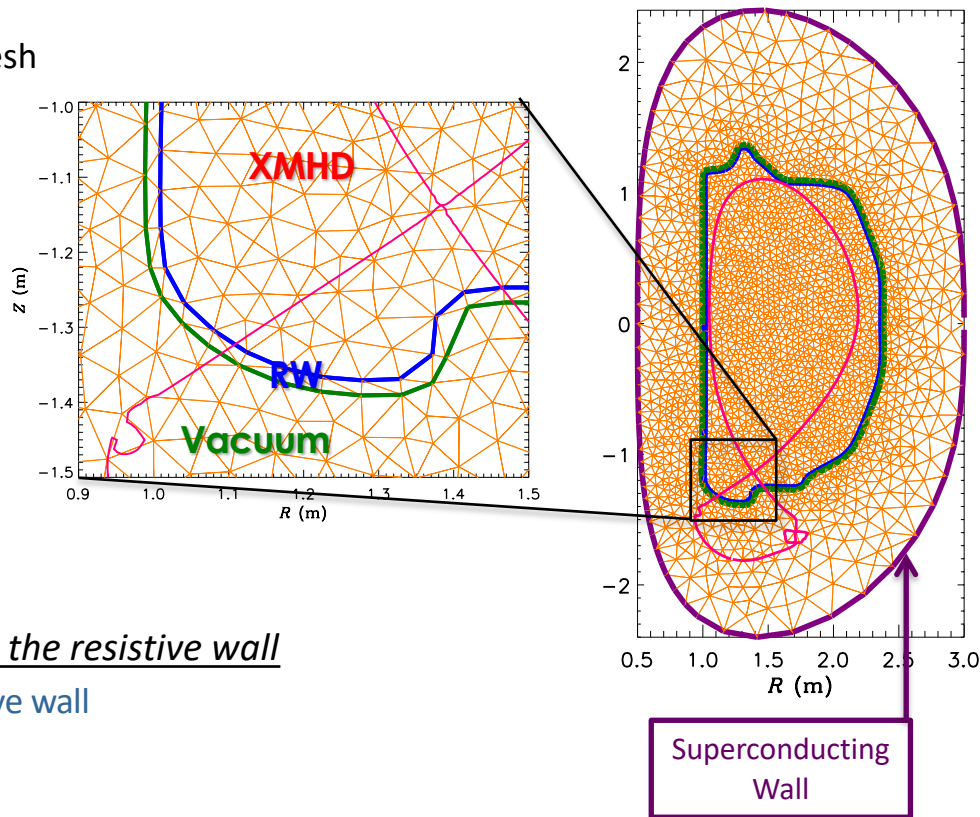 esh
XMHD
RW
Vacuum
−1.0
−1.1
−1.2
−1.3
−1.4
−1.5
Z (m)
0.9 1.0 1.1 1.2 1.3 1.4 1.5
R (m)
2
1
0
−1
−2
0.5 1.0 1.5 2.0 2.5 3.0
R (m)
the resistive wall
ve wall
Superconducting
Wall